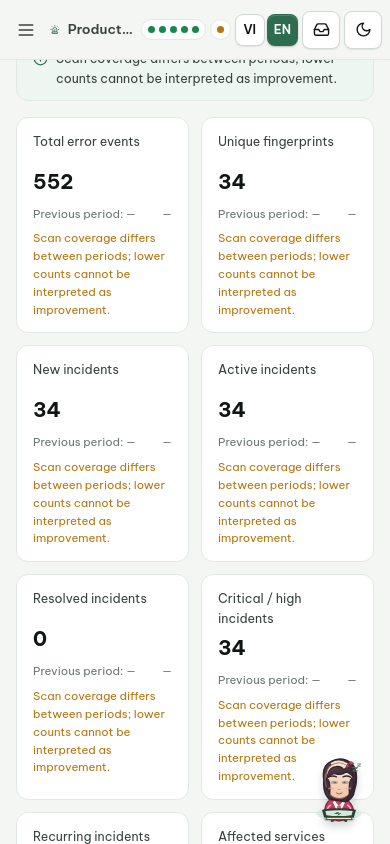 Product...
VI
EN
Scan coverage differs between periods; lower
counts cannot be interpreted as improvement.
Total error events
552
Previous period: — —
Scan coverage differs
between periods; lower
counts cannot be
interpreted as
improvement.
Unique fingerprints
34
Previous period: — —
Scan coverage differs
between periods; lower
counts cannot be
interpreted as
improvement.
New incidents
34
Previous period: — —
Scan coverage differs
between periods; lower
counts cannot be
interpreted as
improvement.
Active incidents
34
Previous period: — —
Scan coverage differs
between periods; lower
counts cannot be
interpreted as
improvement.
Resolved incidents
0
Previous period: — —
Scan coverage differs
between periods; lower
counts cannot be
interpreted as
improvement.
Critical / high
incidents
34
Previous period: — —
Scan coverage differs
between periods; lower
counts cannot be
interpreted as
improvement.
Recurring incidents
Affected services